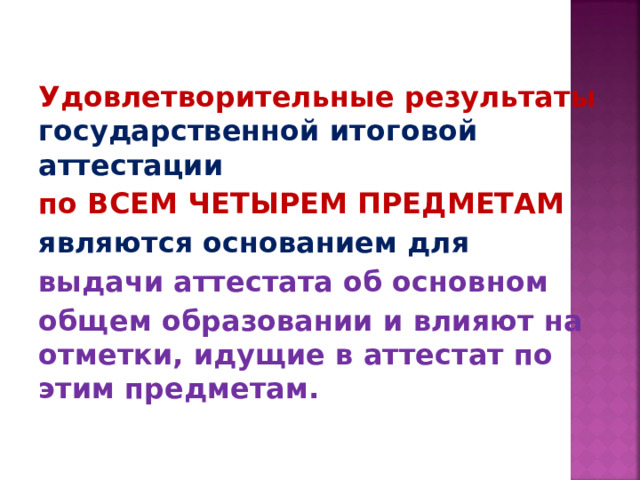 Удовлетворительные результаты
государственной итоговой
аттестации
по ВСЕМ ЧЕТЫРЕМ ПРЕДМЕТАМ
являются основанием для
выдачи аттестата об основном
общем образовании и влияют на
отметки, идущие в аттестат по
этим предметам.